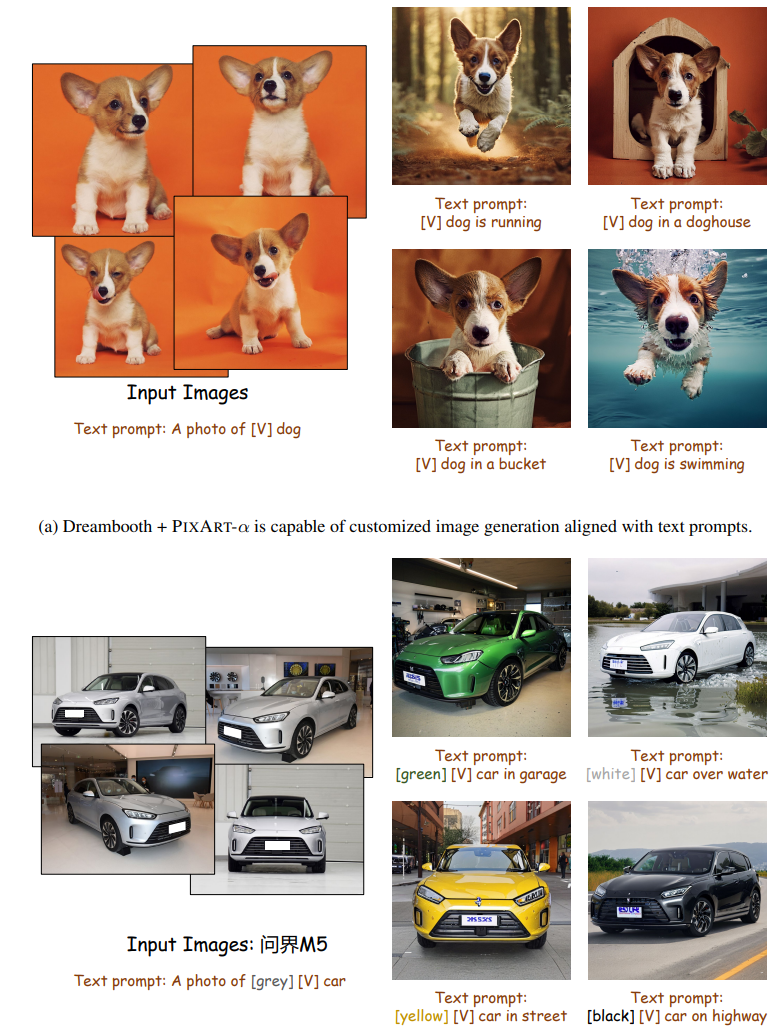 Input Images
Text prompt: A photo of [V] dog
Text prompt:
[V] dog is running
Text prompt:
[V] dog in a doghouse
Text prompt:
[V] dog in a bucket
Text prompt:
[V] dog is swimming
(a) Dreambooth + PIXART-α is capable of customized image generation aligned with text prompts.
Input Images: 问界M5
Text prompt: A photo of [grey] [V] car
Text prompt:
[green] [V] car in garage
Text prompt:
[white] [V] car over water
Text prompt:
[yellow] [V] car in street
Text prompt:
[black] [V] car on highway